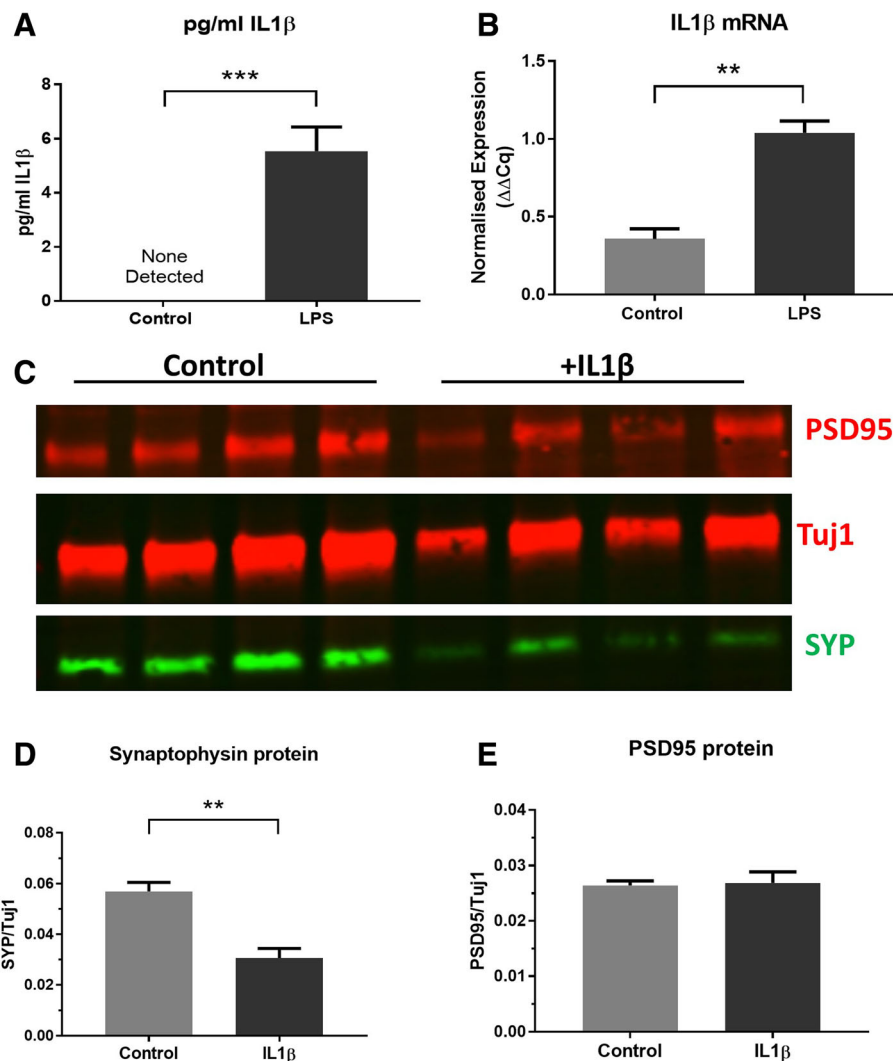 A
pg/ml IL1β
pg/ml IL1β
8
6
4
2
0
***
None
Detected
Control
LPS
B
IL1β mRNA
Normalised Expression
(ΔΔCq)
1.5
1.0
0.5
0.0
**
Control
LPS
C
Control
+IL1β
PSD95
Tuj1
SYP
D
Synaptophysin protein
SYP/Tuj1
0.08
0.06
0.04
0.02
0.00
**
Control
IL1β
E
PSD95 protein
PSD95/Tuj1
0.04
0.03
0.02
0.01
0.00
Control
IL1β